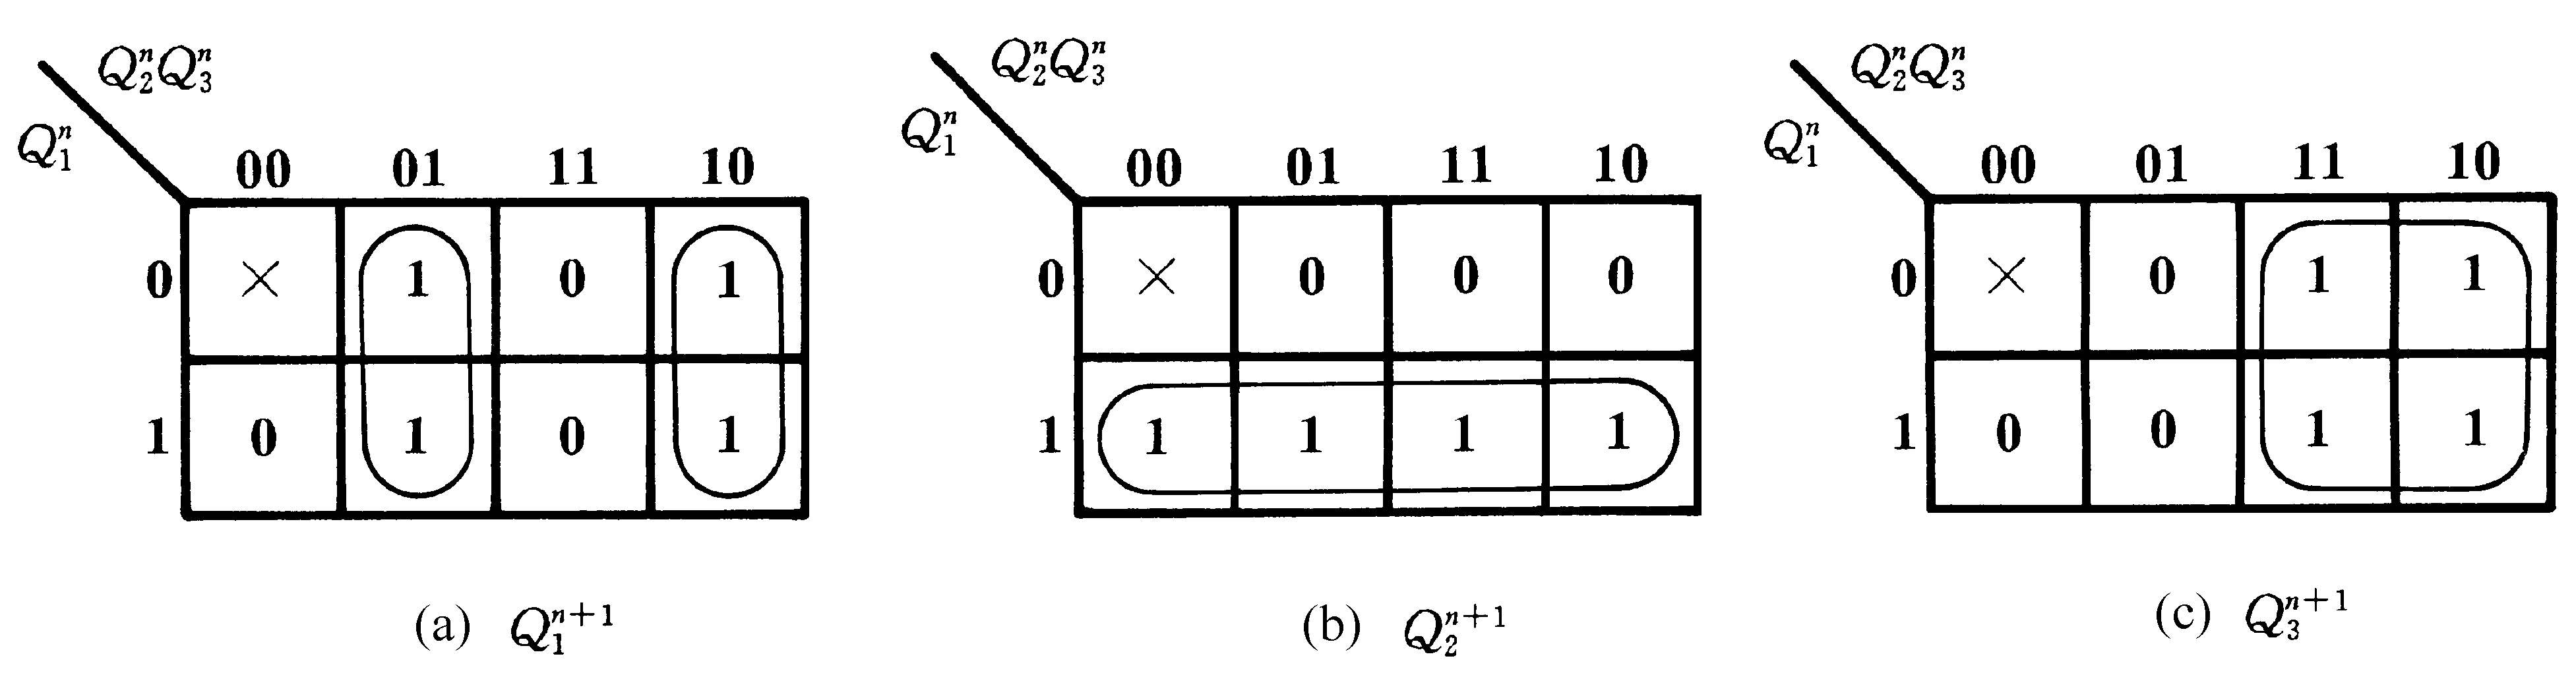 Q₂ⁿQ₃ⁿ Q₂ⁿQ₃ⁿ Q₂ⁿQ₃ⁿ
Q₁ⁿ Q₁ⁿ Q₁ⁿ
00 01 11 10 00 01 11 10 00 01 11 10
0 × 1 0 1 0 × 0 0 0 0 × 0 1 1
1 0 1 0 1 1 1 1 1 1 1 0 0 1 1
(a) Q₁ⁿ⁺¹ (b) Q₂ⁿ⁺¹ (c) Q₃ⁿ⁺¹